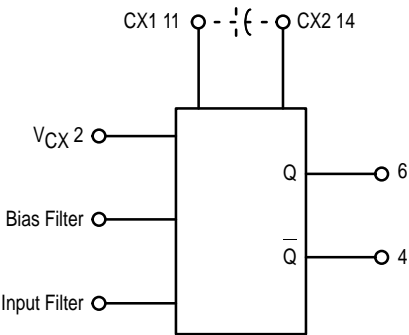 CX1 11
CX2 14
VCX 2
Q 6
Bias Filter
Q̅ 4
Input Filter